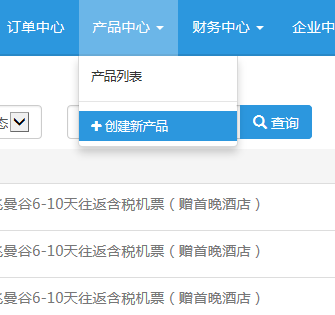 订单中心 产品中心 财务中心 企业中
产品列表
态
创建新产品
查询
曼谷6-10天往返含税机票（赠首晚酒店）
曼谷6-10天往返含税机票（赠首晚酒店）
曼谷6-10天往返含税机票（赠首晚酒店）